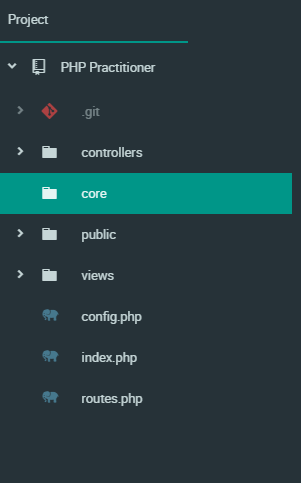 Project
PHP Practitioner
.git
controllers
core
public
views
config.php
index.php
routes.php